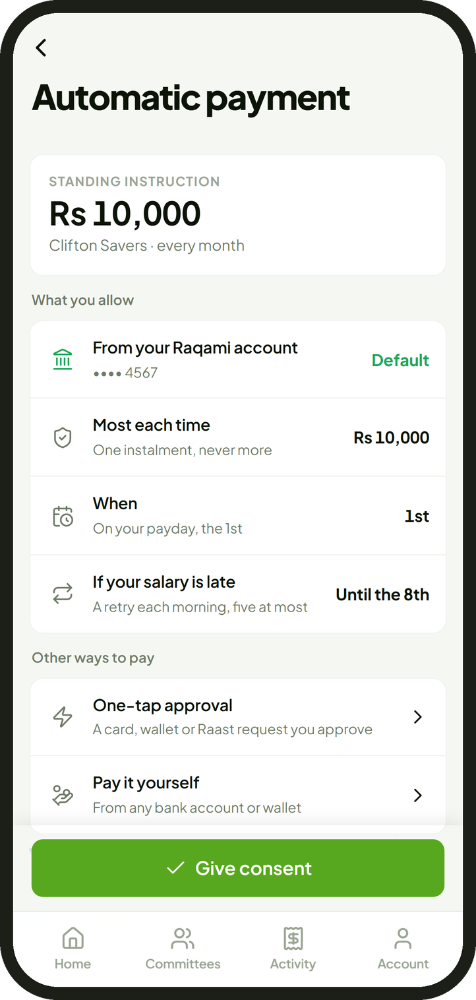 Automatic payment
STANDING INSTRUCTION
Rs 10,000
Clifton Savers · every month
What you allow
From your Raqami account
•••• 4567
Default
Most each time
One instalment, never more
Rs 10,000
When
On your payday, the 1st
1st
If your salary is late
A retry each morning, five at most
Until the 8th
Other ways to pay
One-tap approval
A card, wallet or Raast request you approve
Pay it yourself
From any bank account or wallet
Give consent
Home
Committees
Activity
Account